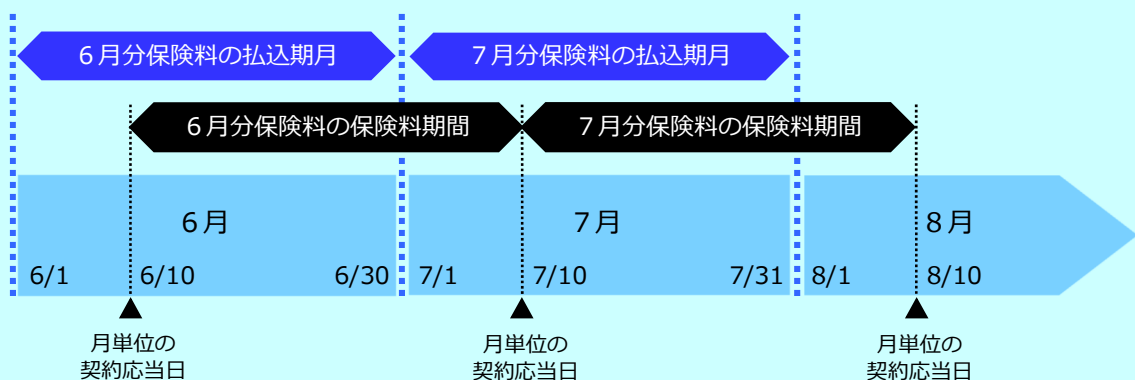 ６月分保険料の払込期月
７月分保険料の払込期月
６月分保険料の保険料期間
７月分保険料の保険料期間
６月
７月
８月
6/1
6/10
6/30
7/1
7/10
7/31
8/1
8/10
月単位の
契約応当日
月単位の
契約応当日
月単位の
契約応当日